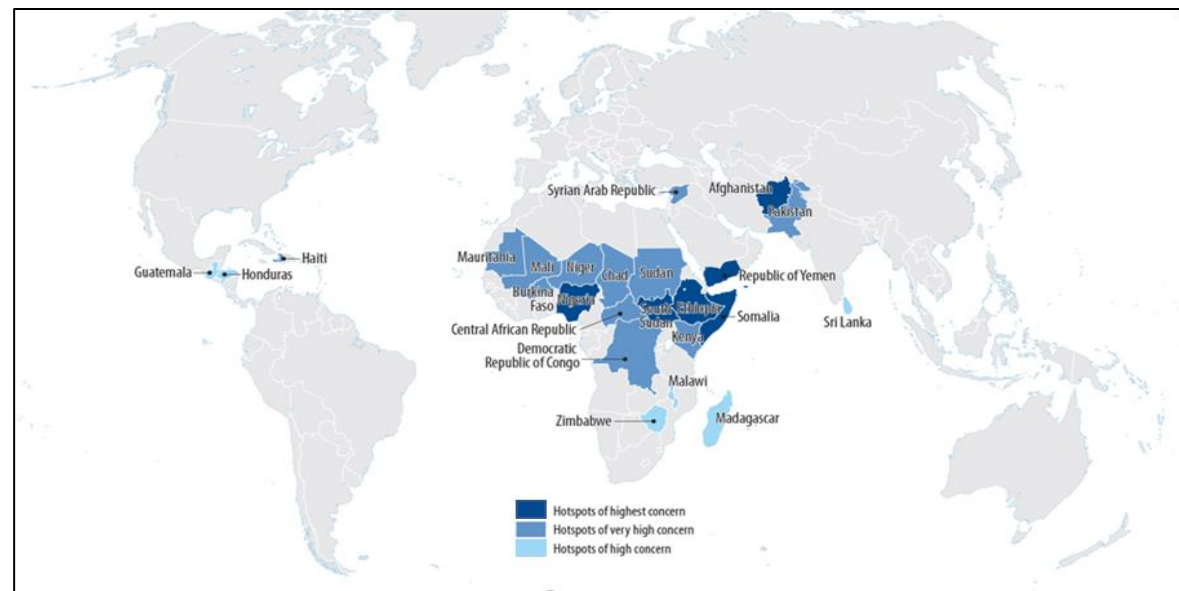 Syrian Arab Republic
Afghanistan
Pakistan
Haiti
Guatemala
Honduras
Mauritania
Mali
Niger
Chad
Sudan
Republic of Yemen
Burkina
Faso
Nigeria
South
Sudan
Ethiopia
Somalia
Sri Lanka
Central African Republic
Kenya
Democratic
Republic of Congo
Malawi
Zimbabwe
Madagascar
Hotspots of highest concern
Hotspots of very high concern
Hotspots of high concern